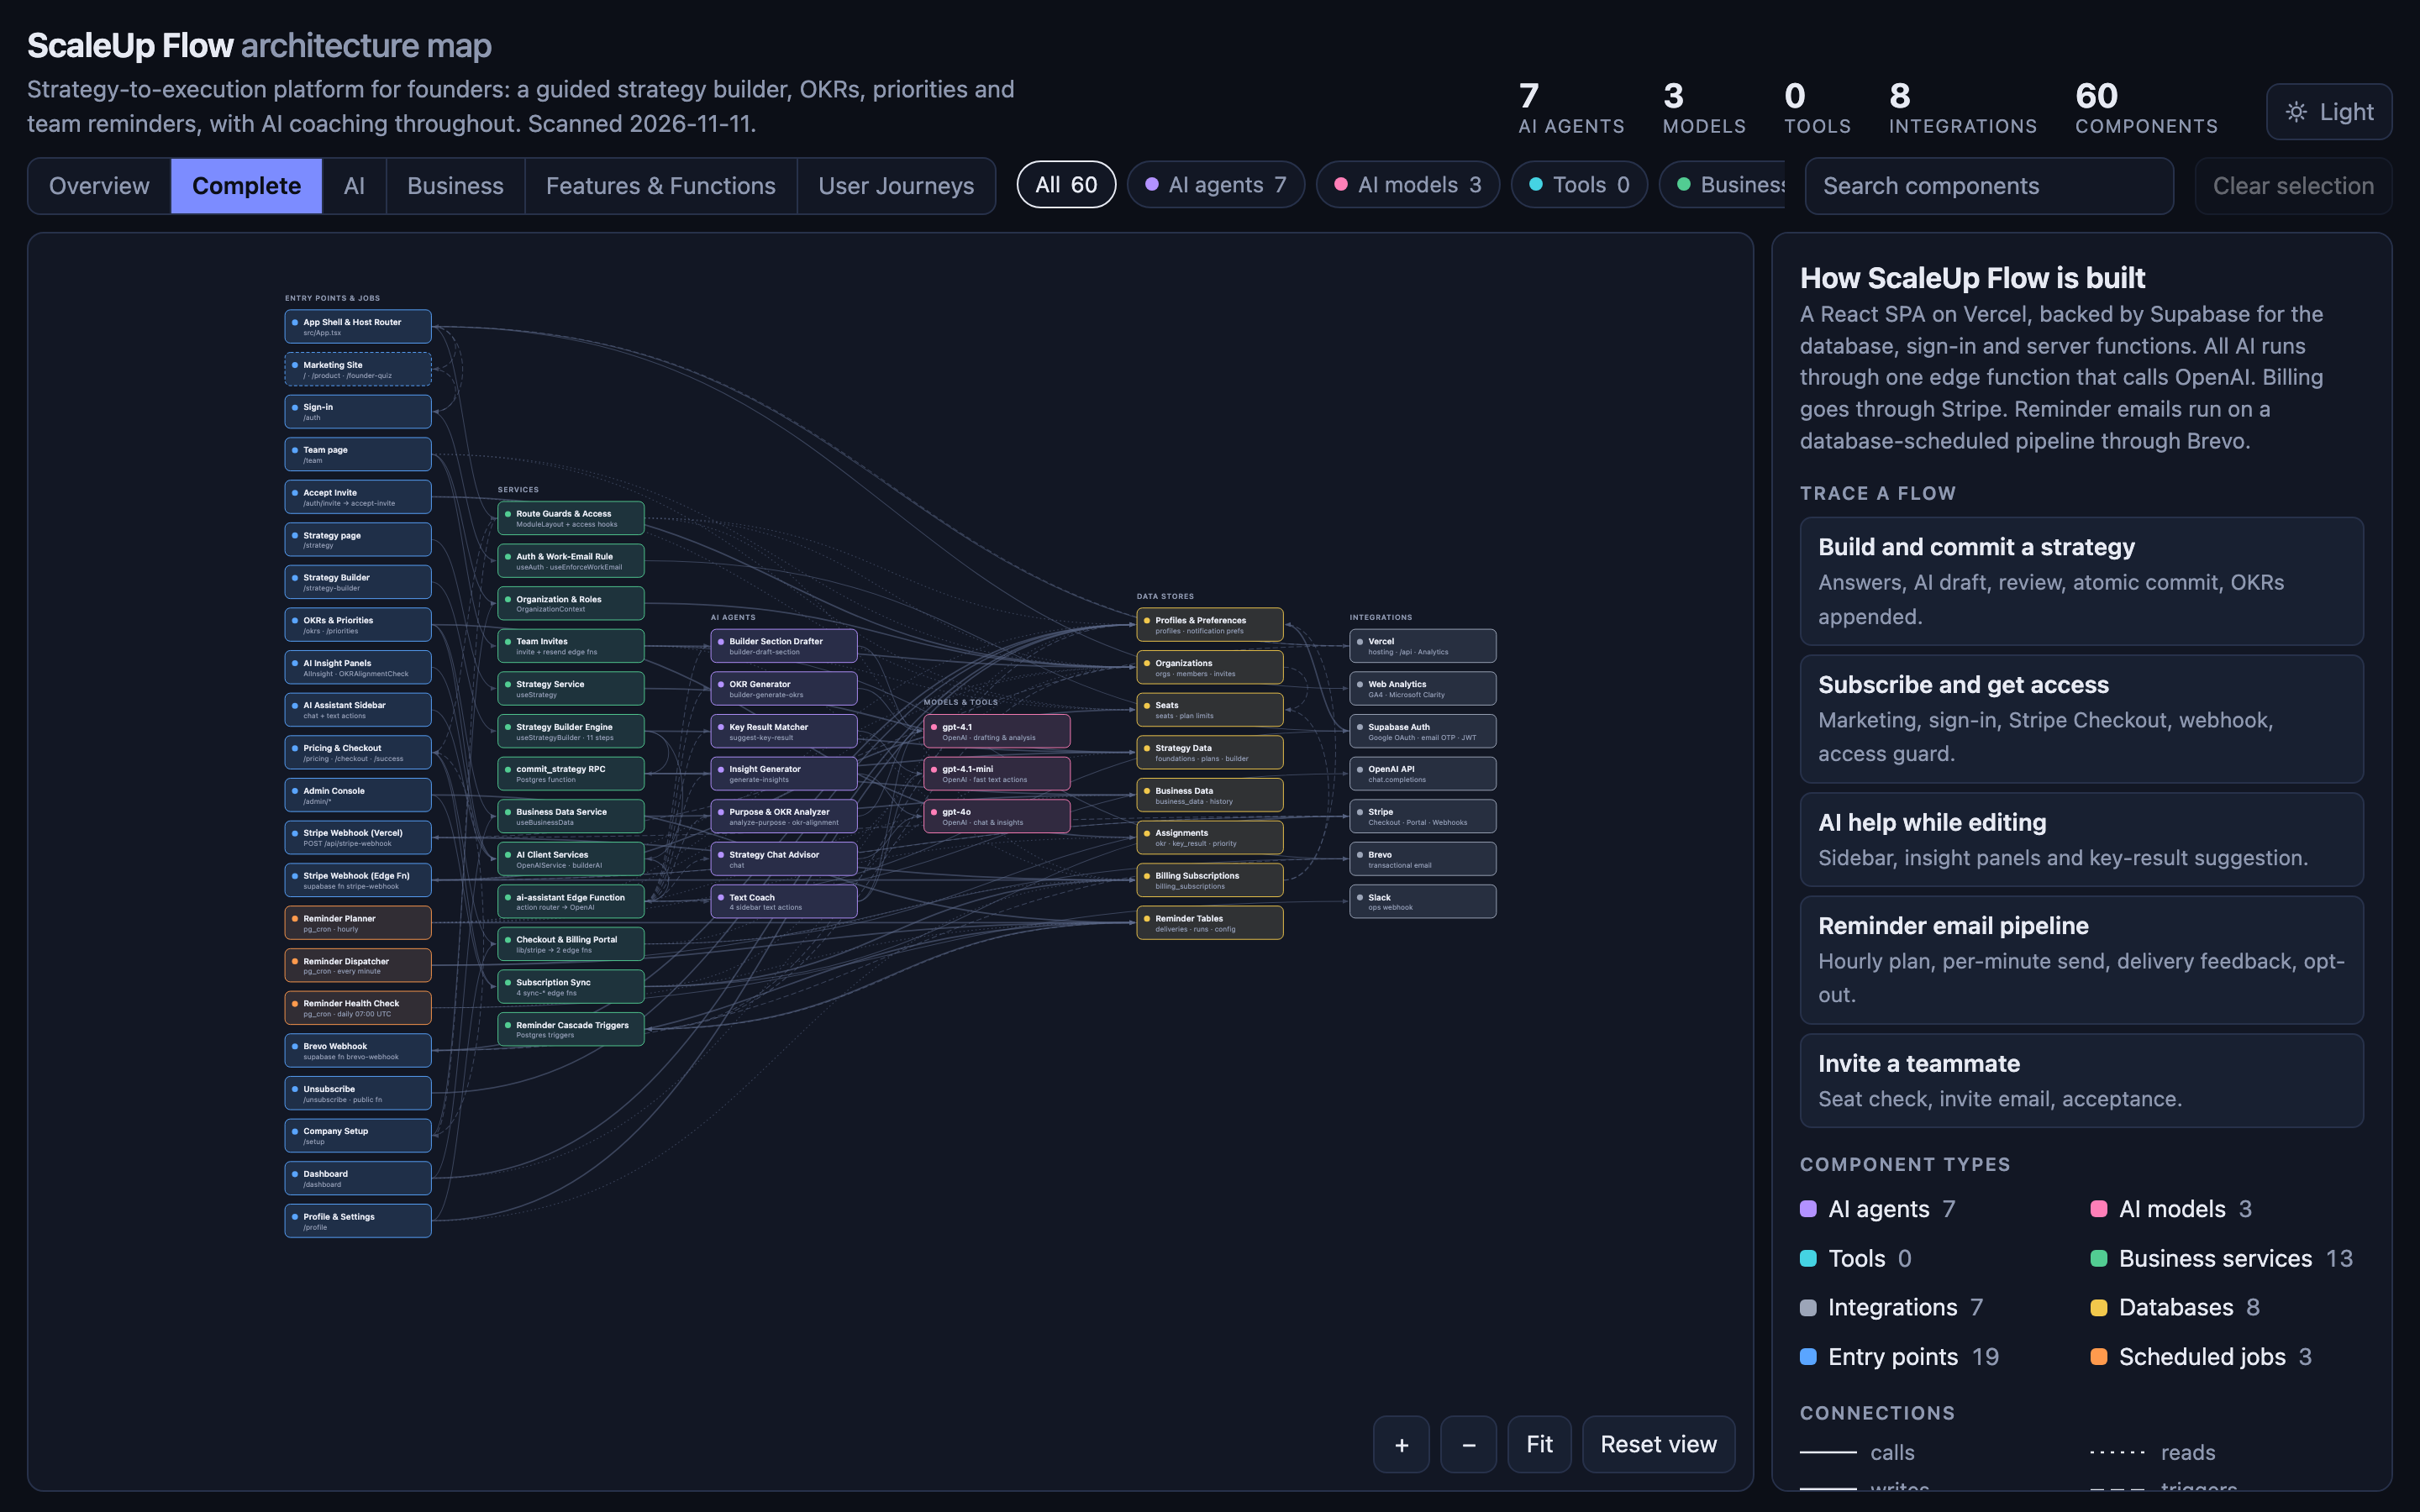 ScaleUp Flow architecture map
Strategy-to-execution platform for founders: a guided strategy builder, OKRs, priorities and
team reminders, with AI coaching throughout. Scanned 2026-11-11.
7
AI AGENTS
3
MODELS
0
TOOLS
8
INTEGRATIONS
60
COMPONENTS
Light
Overview
Complete
AI
Business
Features & Functions
User Journeys
All 60
AI agents 7
AI models 3
Tools 0
Business
Search components
Clear selection
ENTRY POINTS & JOBS
App Shell & Host Router
src/App.tsx
Marketing Site
/ · /product · /founder-quiz
Sign-in
/auth
Team page
/team
Accept Invite
/auth/invite → accept-invite
Strategy page
/strategy
Strategy Builder
/strategy-builder
OKRs & Priorities
/okrs · /priorities
AI Insight Panels
AIInsight · OKRAlignmentCheck
AI Assistant Sidebar
chat + text actions
Pricing & Checkout
/pricing · /checkout · /success
Admin Console
/admin/*
Stripe Webhook (Vercel)
POST /api/stripe-webhook
Stripe Webhook (Edge Fn)
supabase fn stripe-webhook
Reminder Planner
pg_cron · hourly
Reminder Dispatcher
pg_cron · every minute
Reminder Health Check
pg_cron · daily 07:00 UTC
Brevo Webhook
supabase fn brevo-webhook
Unsubscribe
/unsubscribe · public fn
Company Setup
/setup
Dashboard
/dashboard
Profile & Settings
/profile
SERVICES
Route Guards & Access
ModuleLayout + access hooks
Auth & Work-Email Rule
useAuth · useEnforceWorkEmail
Organization & Roles
OrganizationContext
Team Invites
invite + resend edge fns
Strategy Service
useStrategy
Strategy Builder Engine
useStrategyBuilder · 11 steps
commit_strategy RPC
Postgres function
Business Data Service
useBusinessData
AI Client Services
OpenAIService · builderAI
ai-assistant Edge Function
action router → OpenAI
Checkout & Billing Portal
lib/stripe → 2 edge fns
Subscription Sync
4 sync-* edge fns
Reminder Cascade Triggers
Postgres triggers
AI AGENTS
Builder Section Drafter
builder-draft-section
OKR Generator
builder-generate-okrs
Key Result Matcher
suggest-key-result
Insight Generator
generate-insights
Purpose & OKR Analyzer
analyze-purpose · okr-alignment
Strategy Chat Advisor
chat
Text Coach
4 sidebar text actions
MODELS & TOOLS
gpt-4.1
OpenAI · drafting & analysis
gpt-4.1-mini
OpenAI · fast text actions
gpt-4o
OpenAI · chat & insights
DATA STORES
Profiles & Preferences
profiles · notification prefs
Organizations
orgs · members · invites
Seats
seats · plan limits
Strategy Data
foundations · plans · builder
Business Data
business_data · history
Assignments
okr · key_result · priority
Billing Subscriptions
billing_subscriptions
Reminder Tables
deliveries · runs · config
INTEGRATIONS
Vercel
hosting · /api · Analytics
Web Analytics
GA4 · Microsoft Clarity
Supabase Auth
Google OAuth · email OTP · JWT
OpenAI API
chat.completions
Stripe
Checkout · Portal · Webhooks
Brevo
transactional email
Slack
ops webhook
+
−
Fit
Reset view
How ScaleUp Flow is built
A React SPA on Vercel, backed by Supabase for the
database, sign-in and server functions. All AI runs
through one edge function that calls OpenAI. Billing
goes through Stripe. Reminder emails run on a
database-scheduled pipeline through Brevo.
TRACE A FLOW
Build and commit a strategy
Answers, AI draft, review, atomic commit, OKRs
appended.
Subscribe and get access
Marketing, sign-in, Stripe Checkout, webhook,
access guard.
AI help while editing
Sidebar, insight panels and key-result suggestion.
Reminder email pipeline
Hourly plan, per-minute send, delivery feedback, opt-
out.
Invite a teammate
Seat check, invite email, acceptance.
COMPONENT TYPES
AI agents 7
AI models 3
Tools 0
Business services 13
Integrations 7
Databases 8
Entry points 19
Scheduled jobs 3
CONNECTIONS
calls
reads
writes
triggers